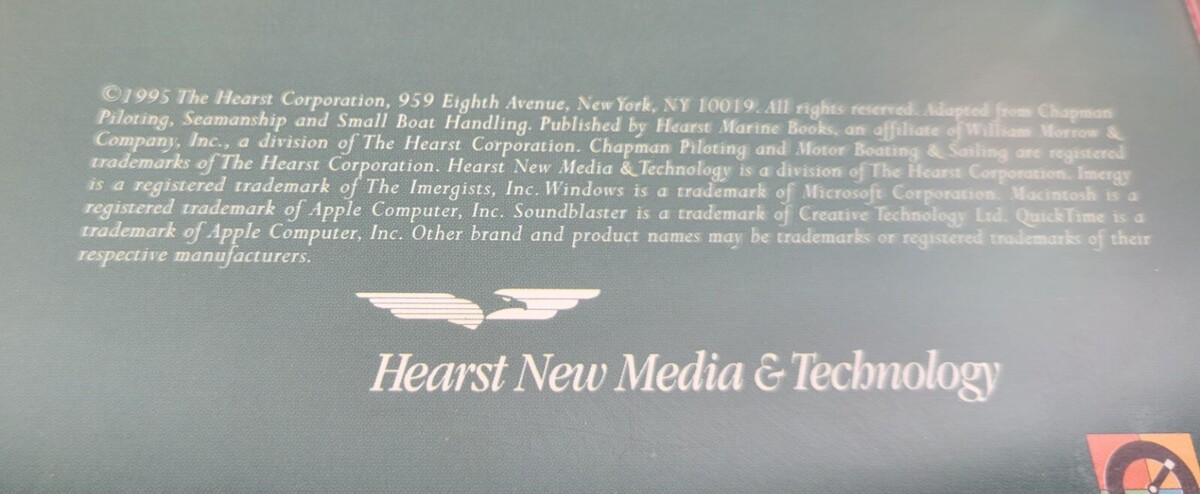 ©1995 The Hearst Corporation, 959 Eighth Avenue, New York, NY 10019. All rights reserved. Adapted from Chapman
Piloting, Seamanship and Small Boat Handling. Published by Hearst Marine Books, an affiliate of William Morrow &
Company, Inc., a division of The Hearst Corporation. Chapman Piloting and Motor Boating & Sailing are registered
trademarks of The Hearst Corporation. Hearst New Media & Technology is a division of The Hearst Corporation. Imergy
is a registered trademark of The Imergists, Inc. Windows is a trademark of Microsoft Corporation. Macintosh is a
registered trademark of Apple Computer, Inc. Soundblaster is a trademark of Creative Technology Ltd. QuickTime is a
trademark of Apple Computer, Inc. Other brand and product names may be trademarks or registered trademarks of their
respective manufacturers.
Hearst New Media & Technology